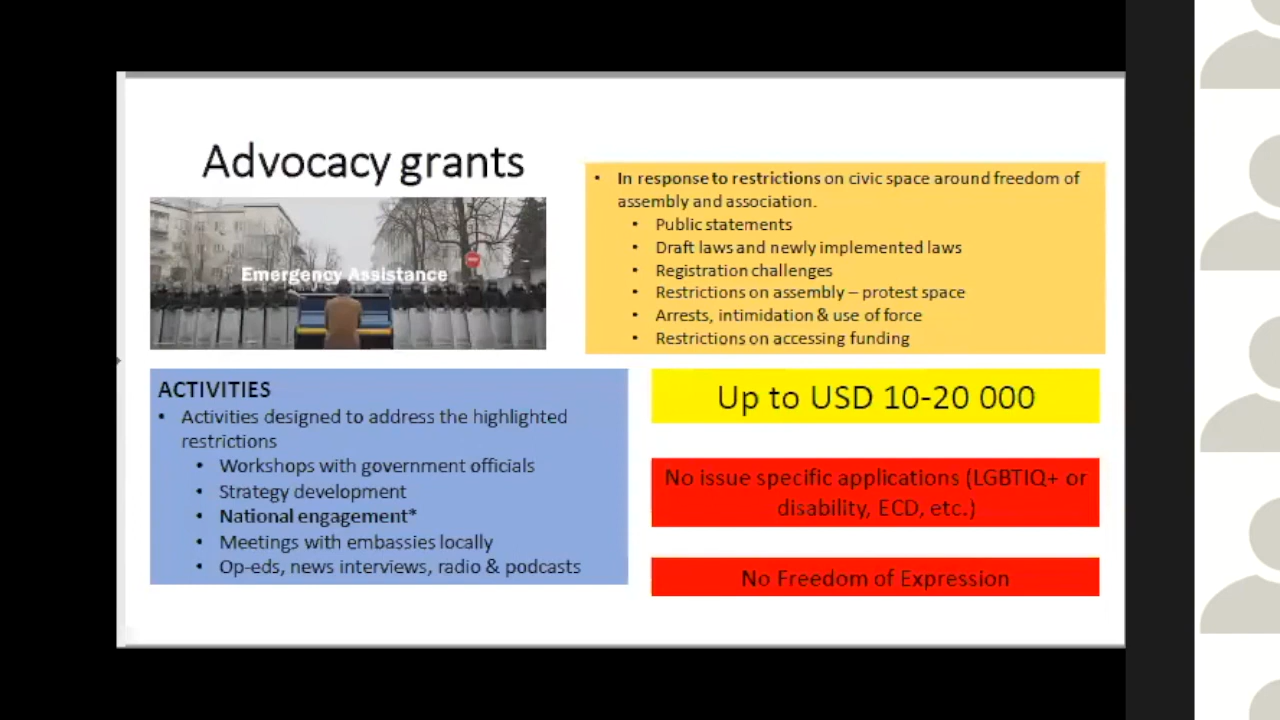 Advocacy grants
Emergency Assistance
• In response to restrictions on civic space around freedom of
assembly and association.
• Public statements
• Draft laws and newly implemented laws
• Registration challenges
• Restrictions on assembly – protest space
• Arrests, intimidation & use of force
• Restrictions on accessing funding
ACTIVITIES
• Activities designed to address the highlighted
restrictions
• Workshops with government officials
• Strategy development
• National engagement*
• Meetings with embassies locally
• Op-eds, news interviews, radio & podcasts
Up to USD 10-20 000
No issue specific applications (LGBTIQ+ or
disability, ECD, etc.)
No Freedom of Expression